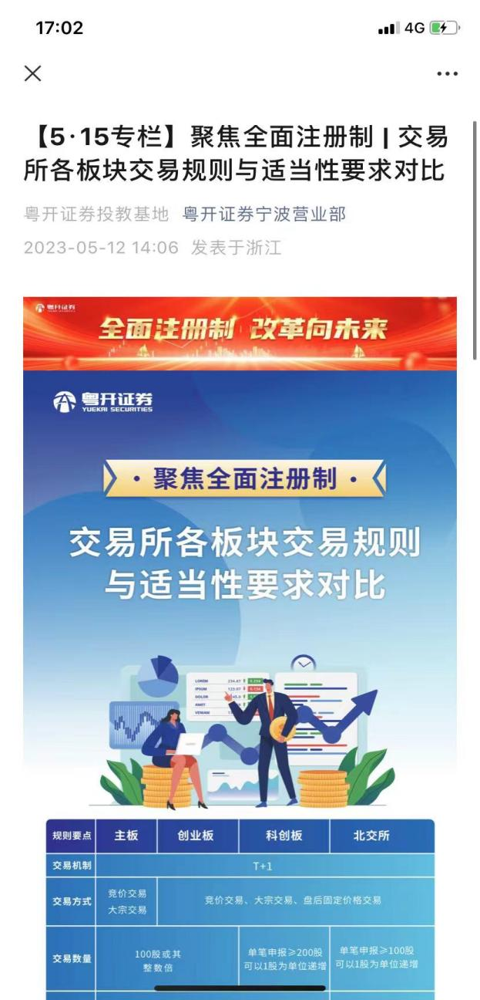 17:02
4G
【5·15专栏】聚焦全面注册制 | 交易
所各板块交易规则与适当性要求对比
粤开证券投教基地 粤开证券宁波营业部
2023-05-12 14:06 发表于浙江
粤开证券
全面注册制 改革向未来
粤开证券
YUEKAI SECURITIES
· 聚焦全面注册制 ·
交易所各板块交易规则
与适当性要求对比
LOREM 234.67
IPSUM 123.07
DOLOR
AMET
VENIAM
规则要点 主板 创业板 科创板 北交所
交易机制 T+1
交易方式 竞价交易 大宗交易 竞价交易、大宗交易、盘后固定价格交易
交易数量 100股或其 整数倍 单笔申报≥200股 可以1股为单位递增 单笔申报≥100股 可以1股为单位递增